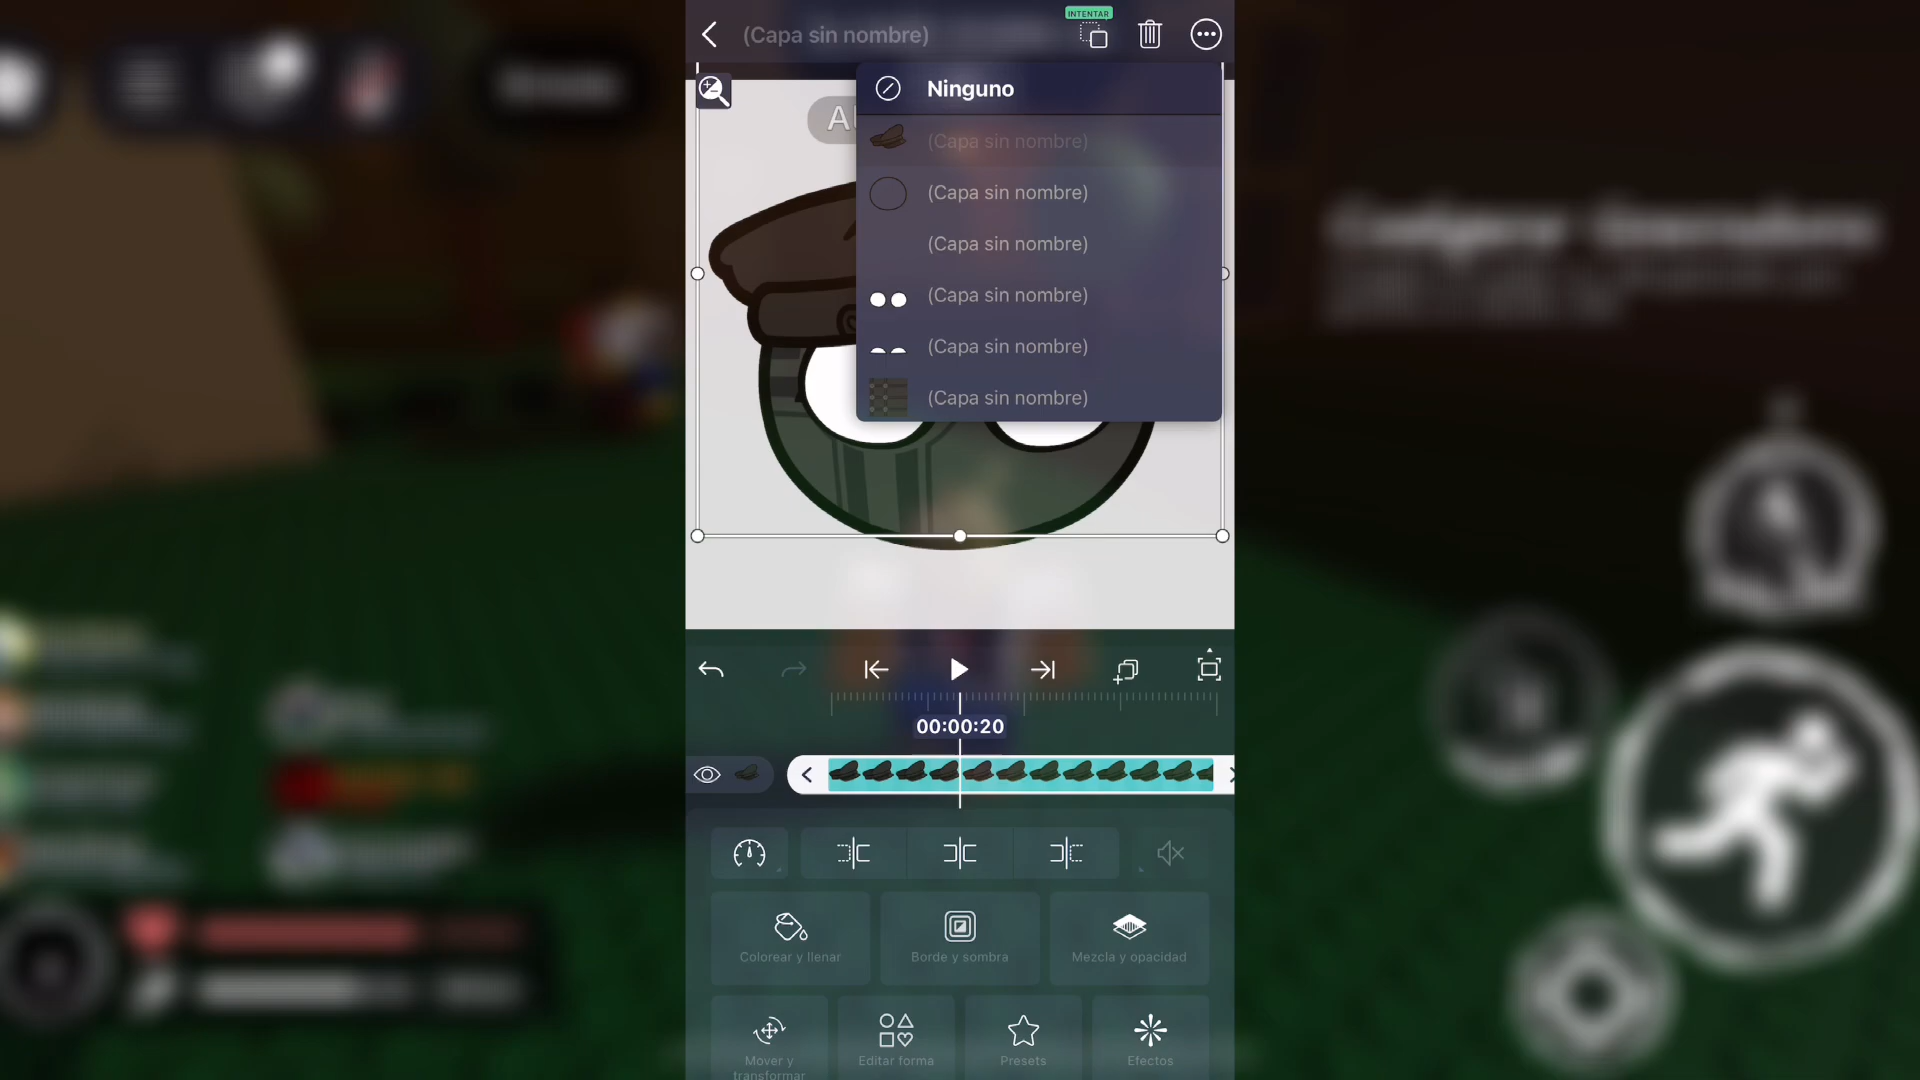 INTENTAR
(Capa sin nombre)
Ninguno
(Capa sin nombre)
(Capa sin nombre)
(Capa sin nombre)
(Capa sin nombre)
(Capa sin nombre)
(Capa sin nombre)
00:00:20
Colorear y llenar
Borde y sombra
Mezcla y opacidad
Mover y
transformar
Editar forma
Presets
Efectos